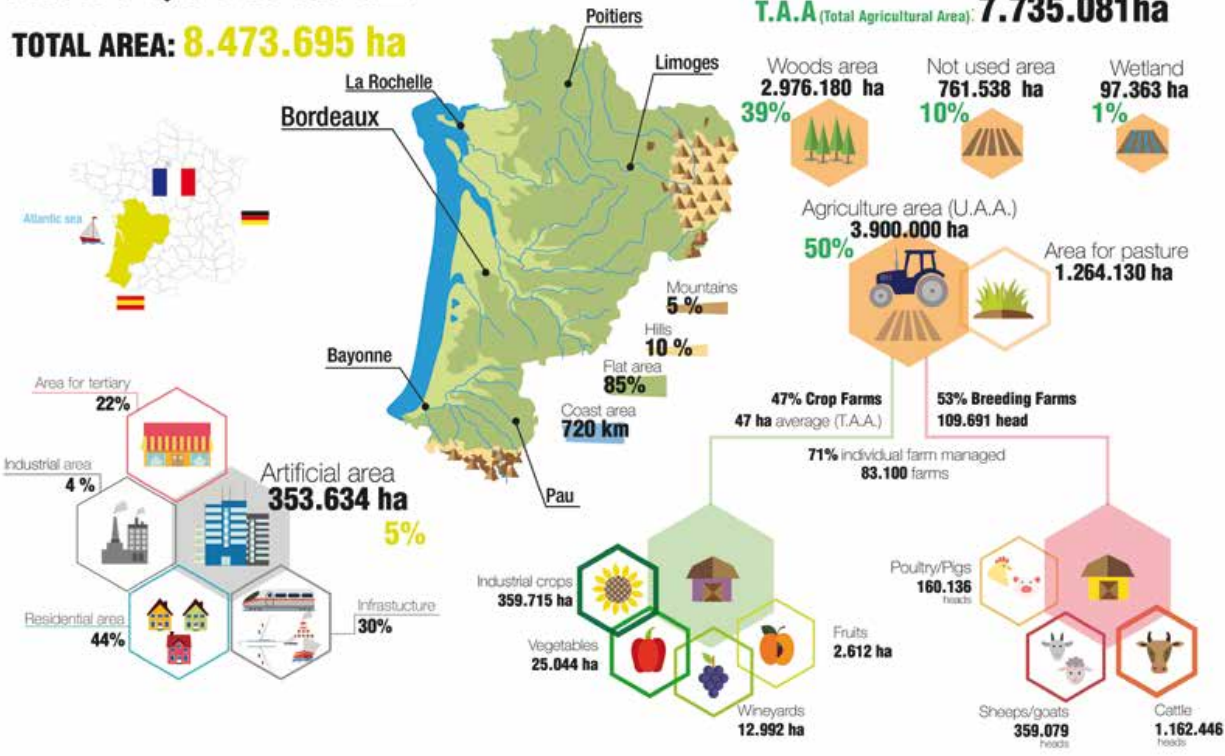 TOTAL AREA: 8.473.695 ha
T.A.A (Total Agricultural Area): 7.735.081ha
Poitiers
Limoges
La Rochelle
Bordeaux
Atlantic sea
Bayonne
Pau
Mountains
5 %
Hills
10 %
Flat area
85%
Coast area
720 km
Woods area
2.976.180 ha
39%
Not used area
761.538 ha
10%
Wetland
97.363 ha
1%
Agriculture area (U.A.A.)
3.900.000 ha
50%
Area for pasture
1.264.130 ha
47% Crop Farms
47 ha average (T.A.A.)
53% Breeding Farms
109.691 head
71% individual farm managed
83.100 farms
Area for tertiary
22%
Industrial area
4 %
Artificial area
353.634 ha
5%
Residential area
44%
Infrastucture
30%
Industrial crops
359.715 ha
Vegetables
25.044 ha
Wineyards
12.992 ha
Fruits
2.612 ha
Poultry/Pigs
160.136
heads
Sheeps/goats
359.079
heads
Cattle
1.162.446
heads